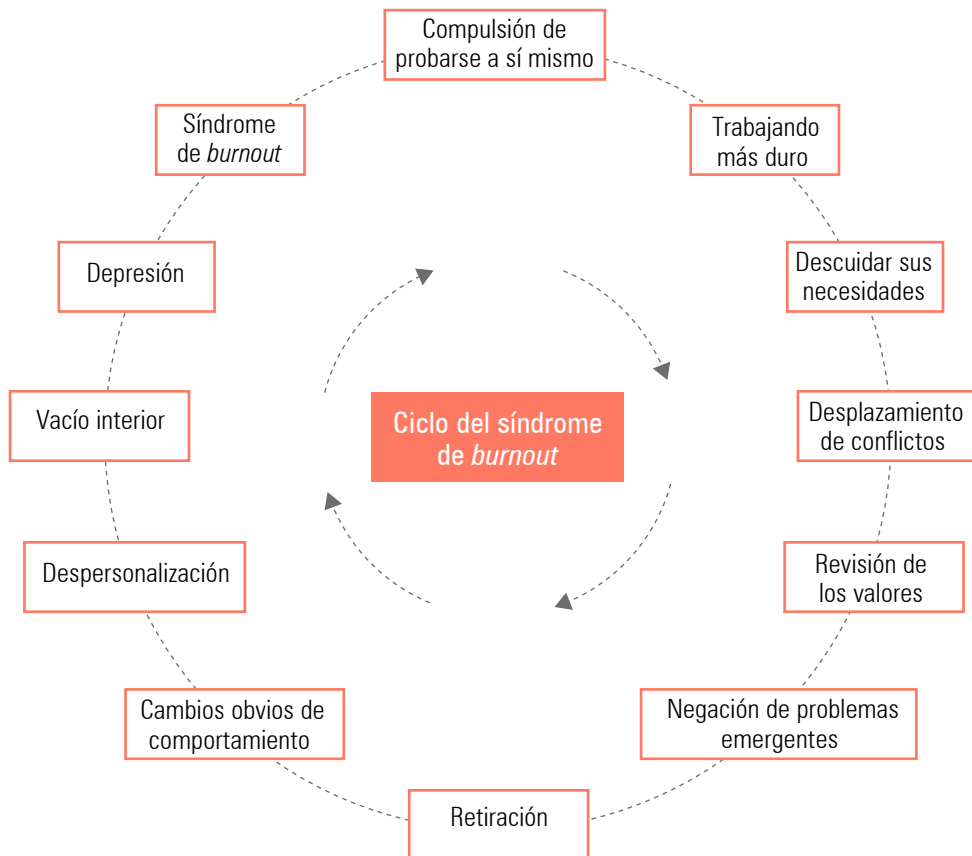 Compulsión de
probarse a sí mismo
Trabajando
más duro
Descuidar sus
necesidades
Desplazamiento
de conflictos
Revisión de
los valores
Negación de problemas
emergentes
Retiración
Cambios obvios de
comportamiento
Despersonalización
Vacío interior
Depresión
Síndrome
de burnout
Ciclo del síndrome
de burnout